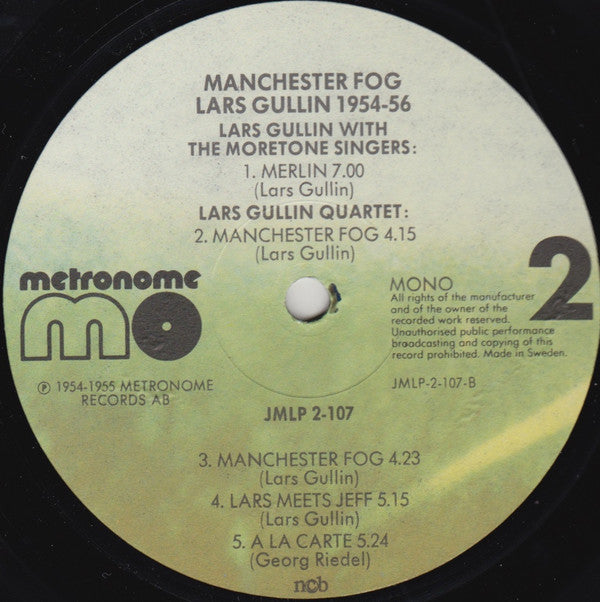 MANCHESTER FOG
LARS GULLIN 1954-56
LARS GULLIN WITH
THE MORETONE SINGERS:
1. MERLIN 7.00
(Lars Gullin)
LARS GULLIN QUARTET:
2. MANCHESTER FOG 4.15
(Lars Gullin)
metronome
mo
℗ 1954-1955 METRONOME
RECORDS AB
2
MONO
All rights of the manufacturer
and of the owner of the
recorded work reserved.
Unauthorised public performance
broadcasting and copying of this
record prohibited. Made in Sweden.
JMLP-2-107-B
JMLP 2-107
3. MANCHESTER FOG 4.23
(Lars Gullin)
4. LARS MEETS JEFF 5.15
(Lars Gullin)
5. A LA CARTE 5.24
(Georg Riedel)
ncb